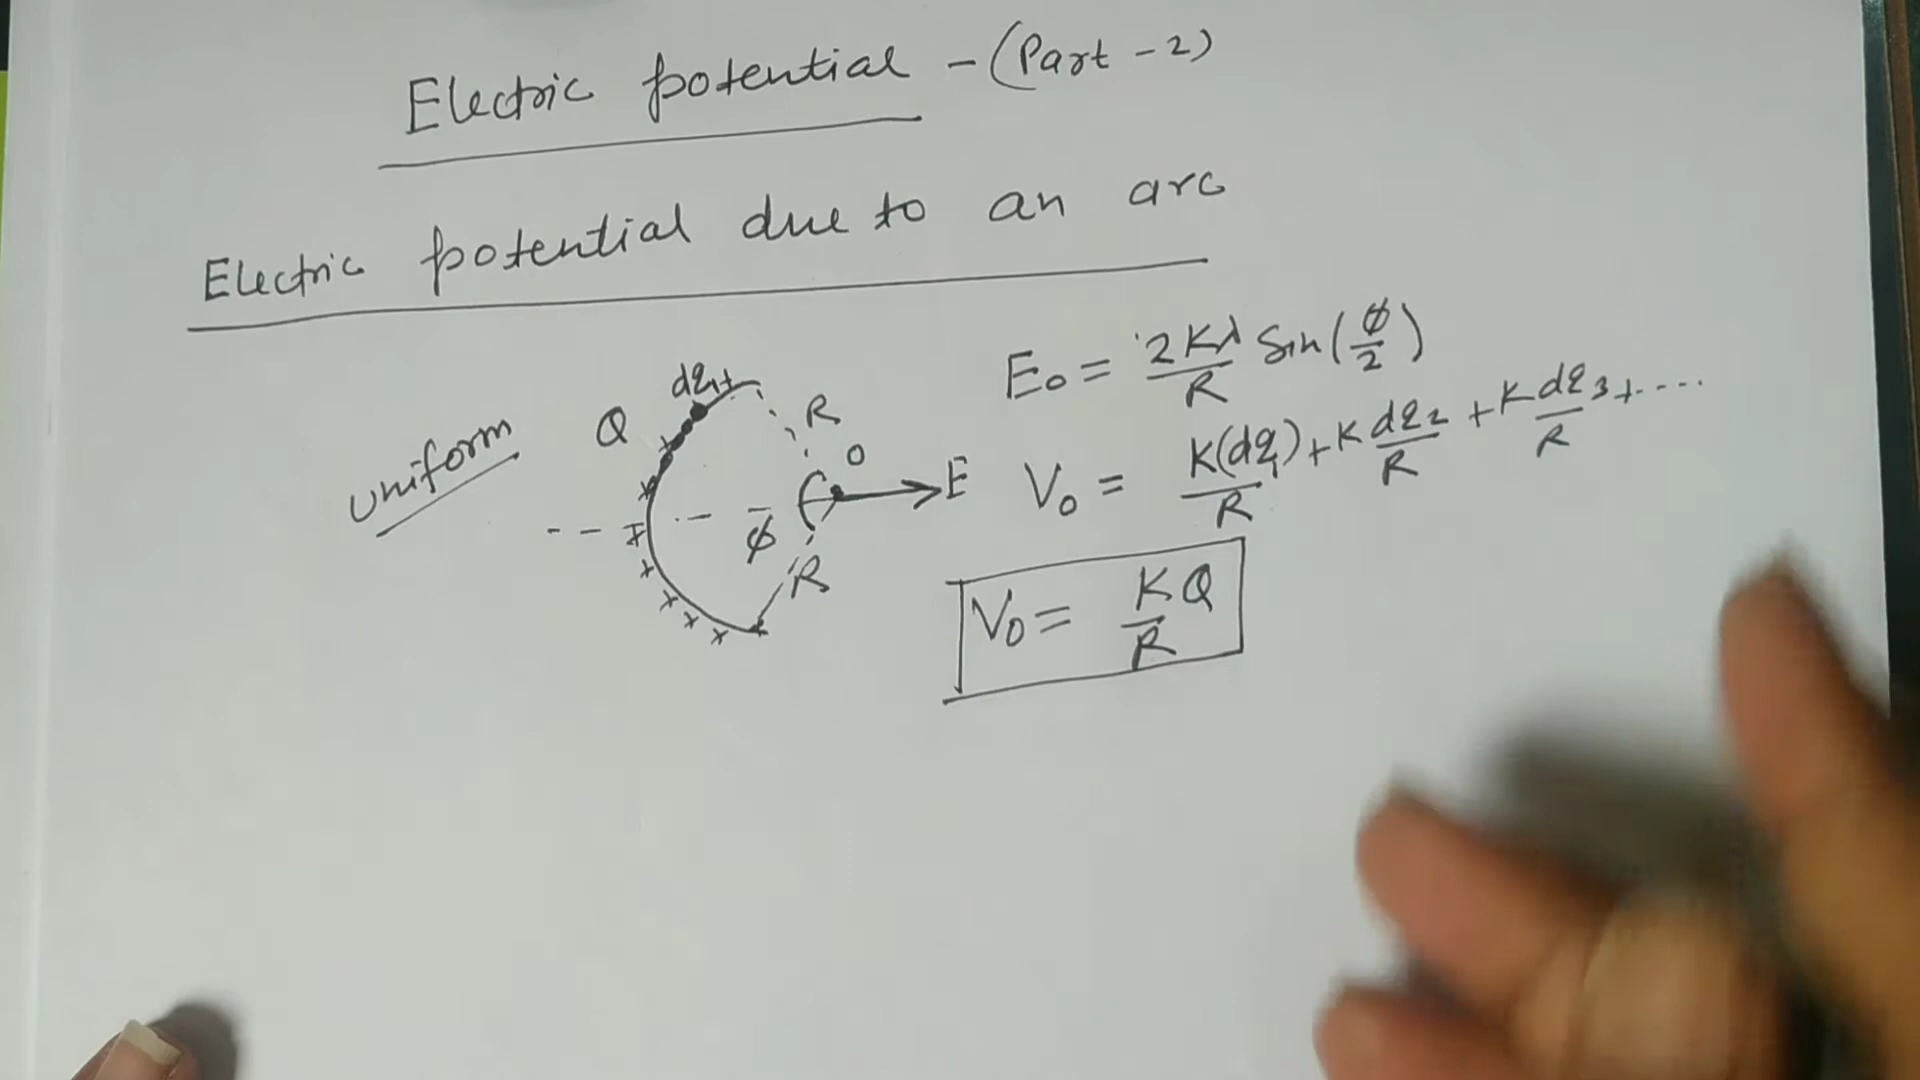 Electric potential - (Part - 2)
Electric potential due to an arc
E₀ = 2Kλ/R Sin(ϕ/2)
uniform
Q
dq₁
+
R
O
E
V₀ = K(dq₁)/R + K dq₂/R + K dq₃/R + ....
ϕ
R
V₀ = KQ/R